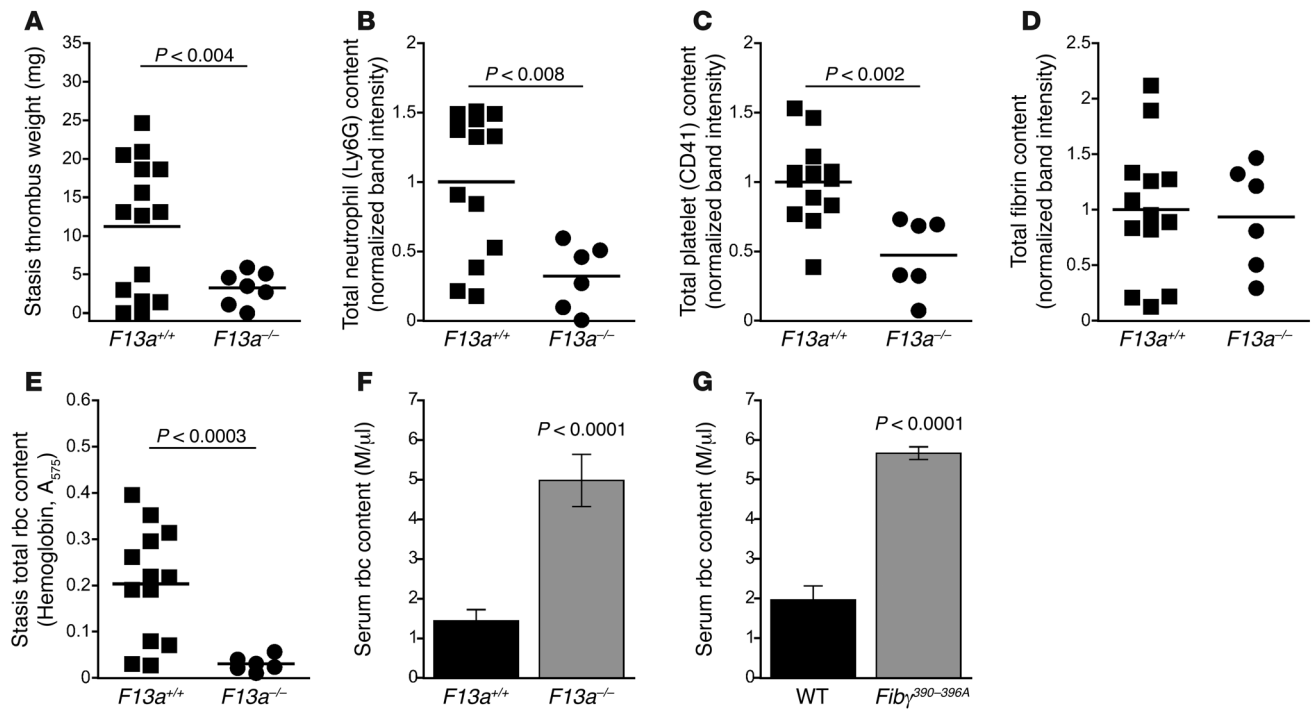 A
Stasis thrombus weight (mg)
35
30
25
20
15
10
5
0
P < 0.004
F13a+/+
F13a–/–
B
Total neutrophil (Ly6G) content
(normalized band intensity)
2
1.5
1
0.5
0
P < 0.008
F13a+/+
F13a–/–
C
Total platelet (CD41) content
(normalized band intensity)
2
1.5
1
0.5
0
P < 0.002
F13a+/+
F13a–/–
D
Total fibrin content
(normalized band intensity)
2.5
2
1.5
1
0.5
0
F13a+/+
F13a–/–
E
Stasis total rbc content
(Hemoglobin, A575)
0.6
0.5
0.4
0.3
0.2
0.1
0
P < 0.0003
F13a+/+
F13a–/–
F
Serum rbc content (M/μl)
7
6
5
4
3
2
1
0
P < 0.0001
F13a+/+
F13a–/–
G
Serum rbc content (M/μl)
7
6
5
4
3
2
1
0
P < 0.0001
WT
Fibγ390–396A